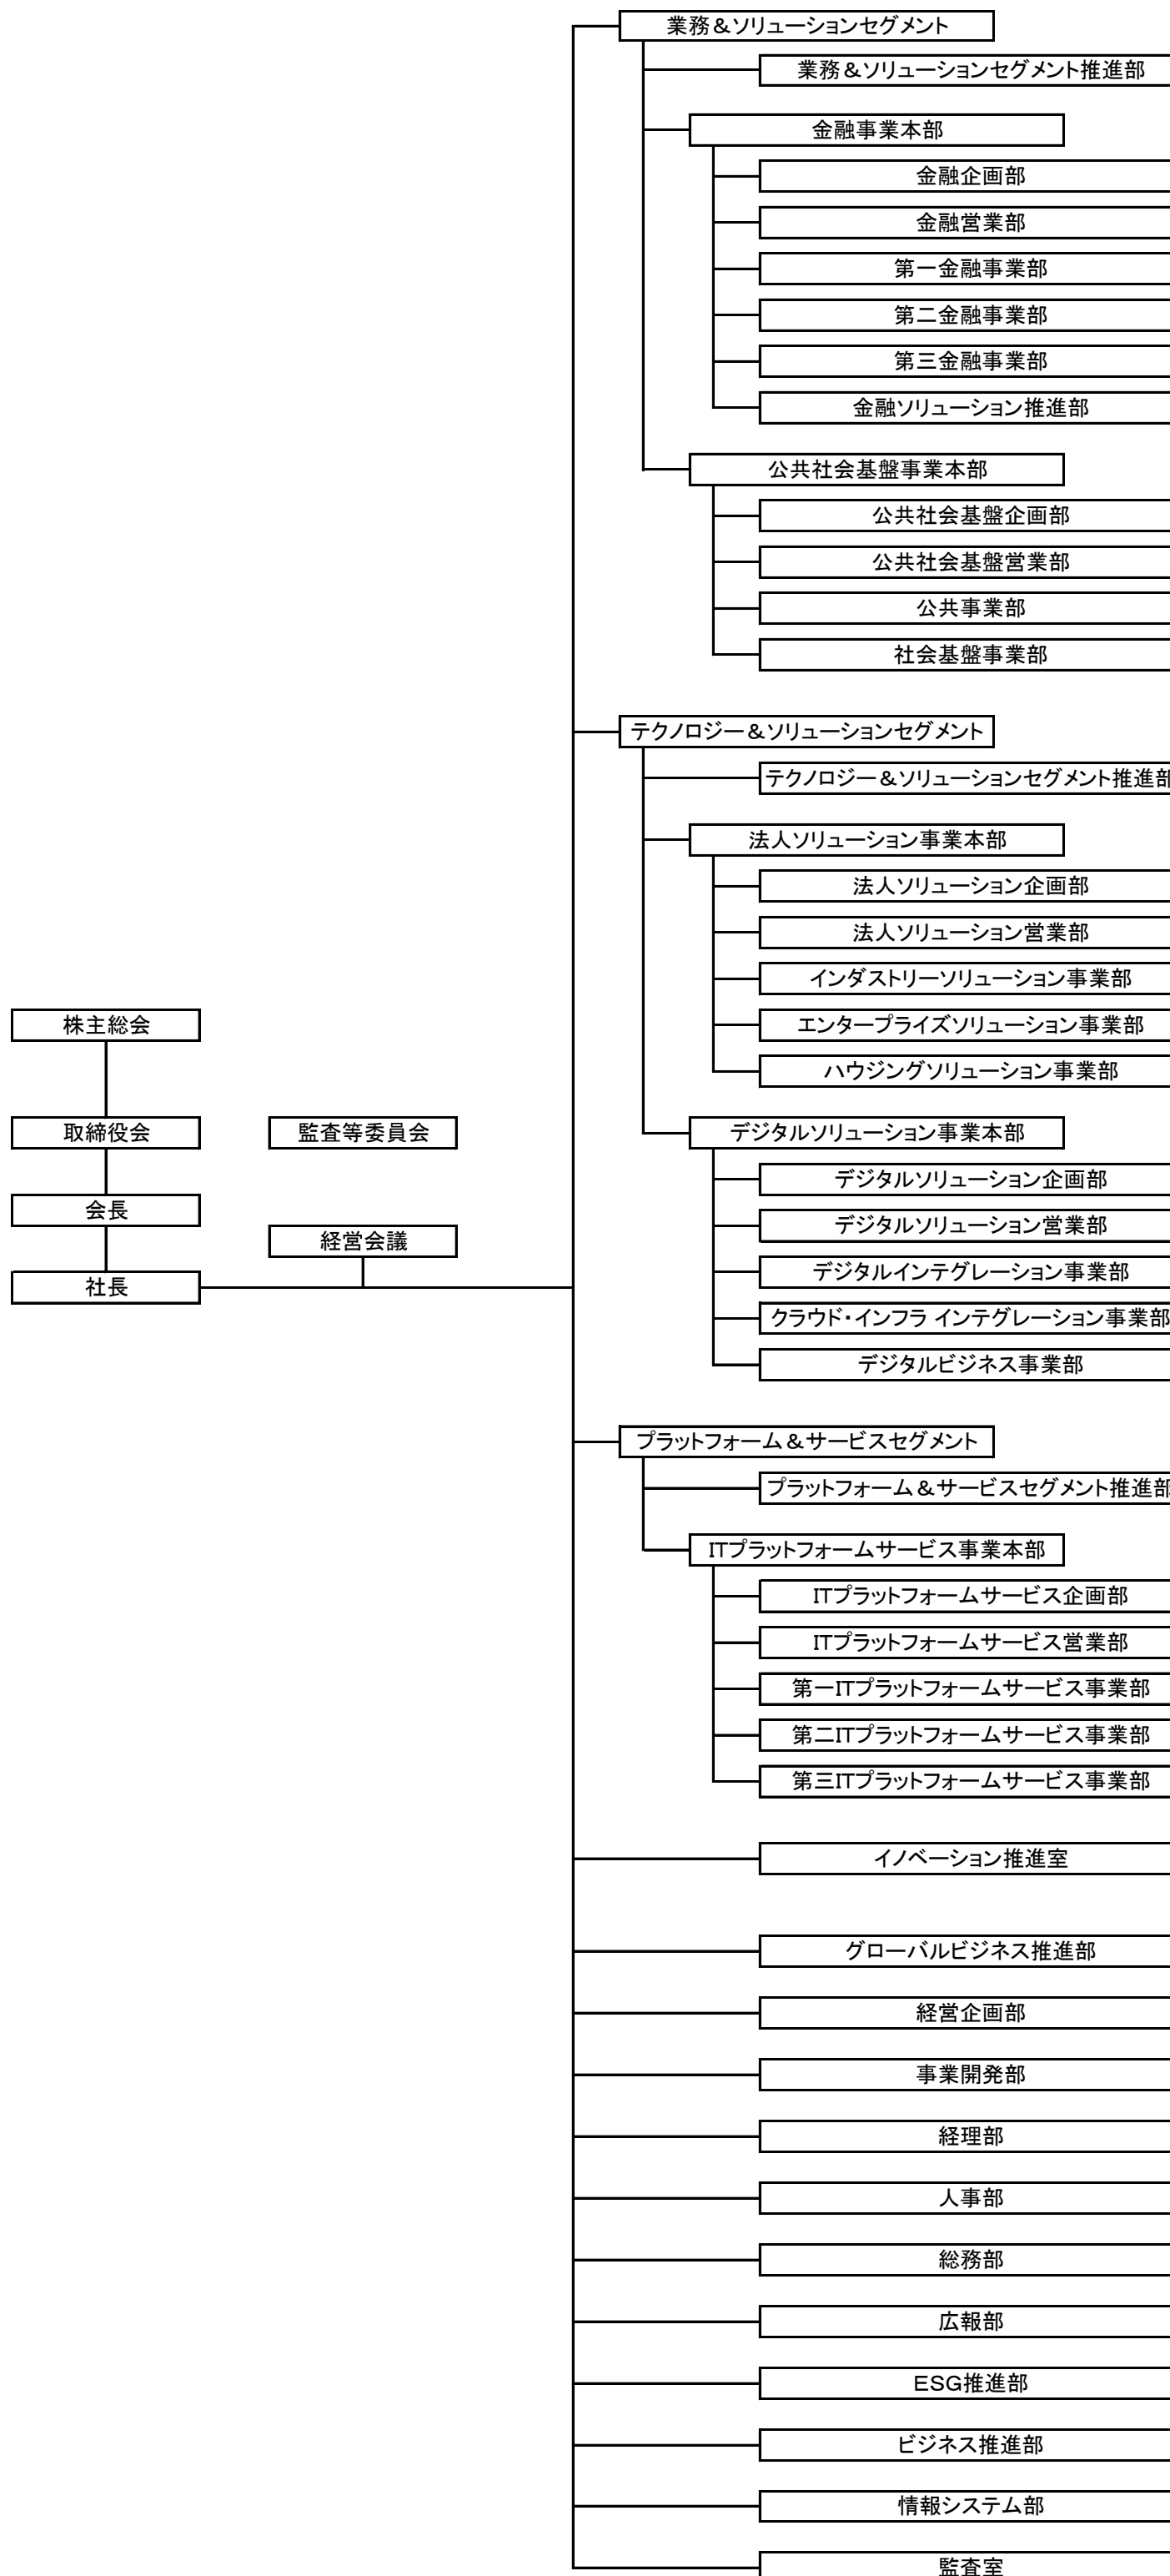 株主総会
取締役会
監査等委員会
会長
経営会議
社長
業務＆ソリューションセグメント
業務＆ソリューションセグメント推進部
金融事業本部
金融企画部
金融営業部
第一金融事業部
第二金融事業部
第三金融事業部
金融ソリューション推進部
公共社会基盤事業本部
公共社会基盤企画部
公共社会基盤営業部
公共事業部
社会基盤事業部
テクノロジー＆ソリューションセグメント
テクノロジー＆ソリューションセグメント推進部
法人ソリューション事業本部
法人ソリューション企画部
法人ソリューション営業部
インダストリーソリューション事業部
エンタープライズソリューション事業部
ハウジングソリューション事業部
デジタルソリューション事業本部
デジタルソリューション企画部
デジタルソリューション営業部
デジタルインテグレーション事業部
クラウド・インフラ インテグレーション事業部
デジタルビジネス事業部
プラットフォーム＆サービスセグメント
プラットフォーム＆サービスセグメント推進部
ITプラットフォームサービス事業本部
ITプラットフォームサービス企画部
ITプラットフォームサービス営業部
第一ITプラットフォームサービス事業部
第二ITプラットフォームサービス事業部
第三ITプラットフォームサービス事業部
イノベーション推進室
グローバルビジネス推進部
経営企画部
事業開発部
経理部
人事部
総務部
広報部
ESG推進部
ビジネス推進部
情報システム部
監査室